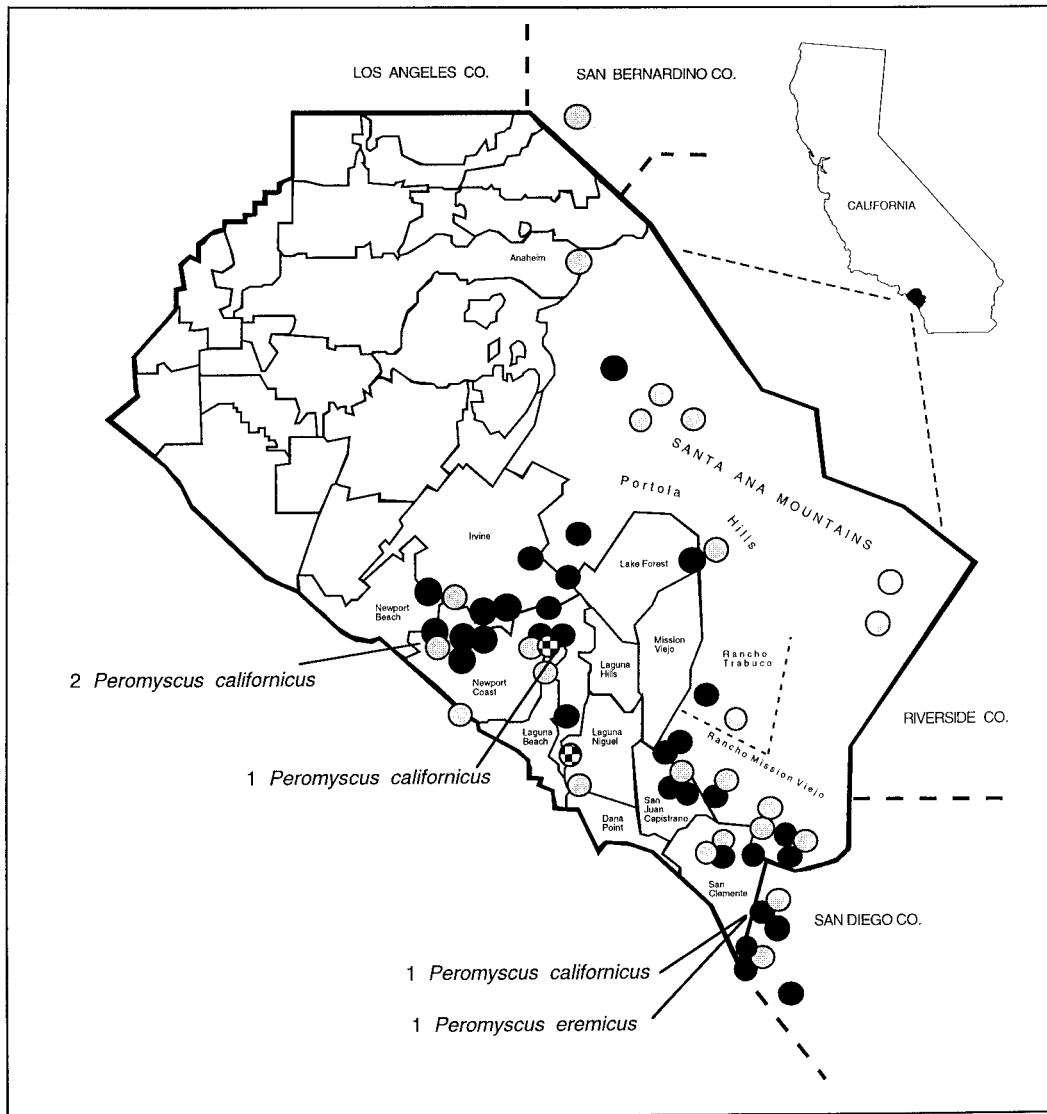 LOS ANGELES CO.
SAN BERNARDINO CO.
CALIFORNIA
Anaheim
SANTA ANA MOUNTAINS
Portola
Hills
Irvine
Lake Forest
Newport
Beach
Mission
Viejo
Rancho
Trabuco
Laguna
Hills
2 Peromyscus californicus
Newport
Coast
RIVERSIDE CO.
Laguna
Beach
Laguna
Niguel
Rancho Mission Viejo
1 Peromyscus californicus
San
Juan
Capistrano
Dana
Point
San
Clemente
SAN DIEGO CO.
1 Peromyscus californicus
1 Peromyscus eremicus